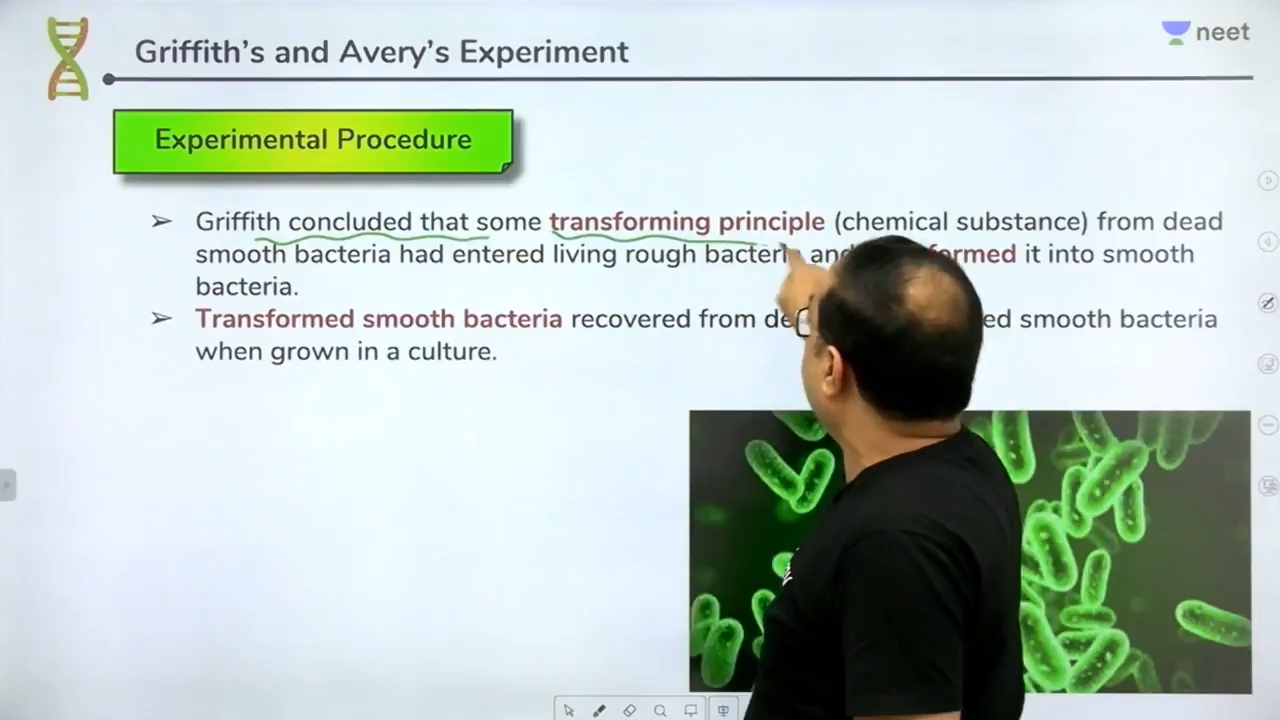 neet
Griffith's and Avery's Experiment
Experimental Procedure
➢ Griffith concluded that some transforming principle (chemical substance) from dead
smooth bacteria had entered living rough bacteria and it into smooth
bacteria.
➢ Transformed smooth bacteria recovered from smooth bacteria
when grown in a culture.